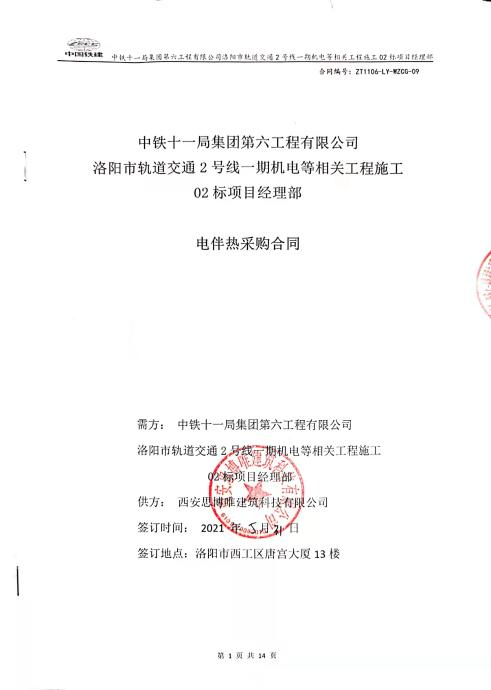 中国铁建
中铁十一局集团第六工程有限公司洛阳市轨道交通 2 号线一期机电等相关工程施工 02 标项目经理部
合同编号：ZT1106-LY-WZCG-09
中铁十一局集团第六工程有限公司
洛阳市轨道交通 2 号线一期机电等相关工程施工
02 标项目经理部
电伴热采购合同
需方： 中铁十一局集团第六工程有限公司
洛阳市轨道交通 2 号线一期机电等相关工程施工
02 标项目经理部
供方： 西安思博唯建筑科技有限公司
签订时间： 2021 年 5 月 21 日
签订地点：洛阳市西工区唐宫大厦 13 楼
第 1 页 共 14 页